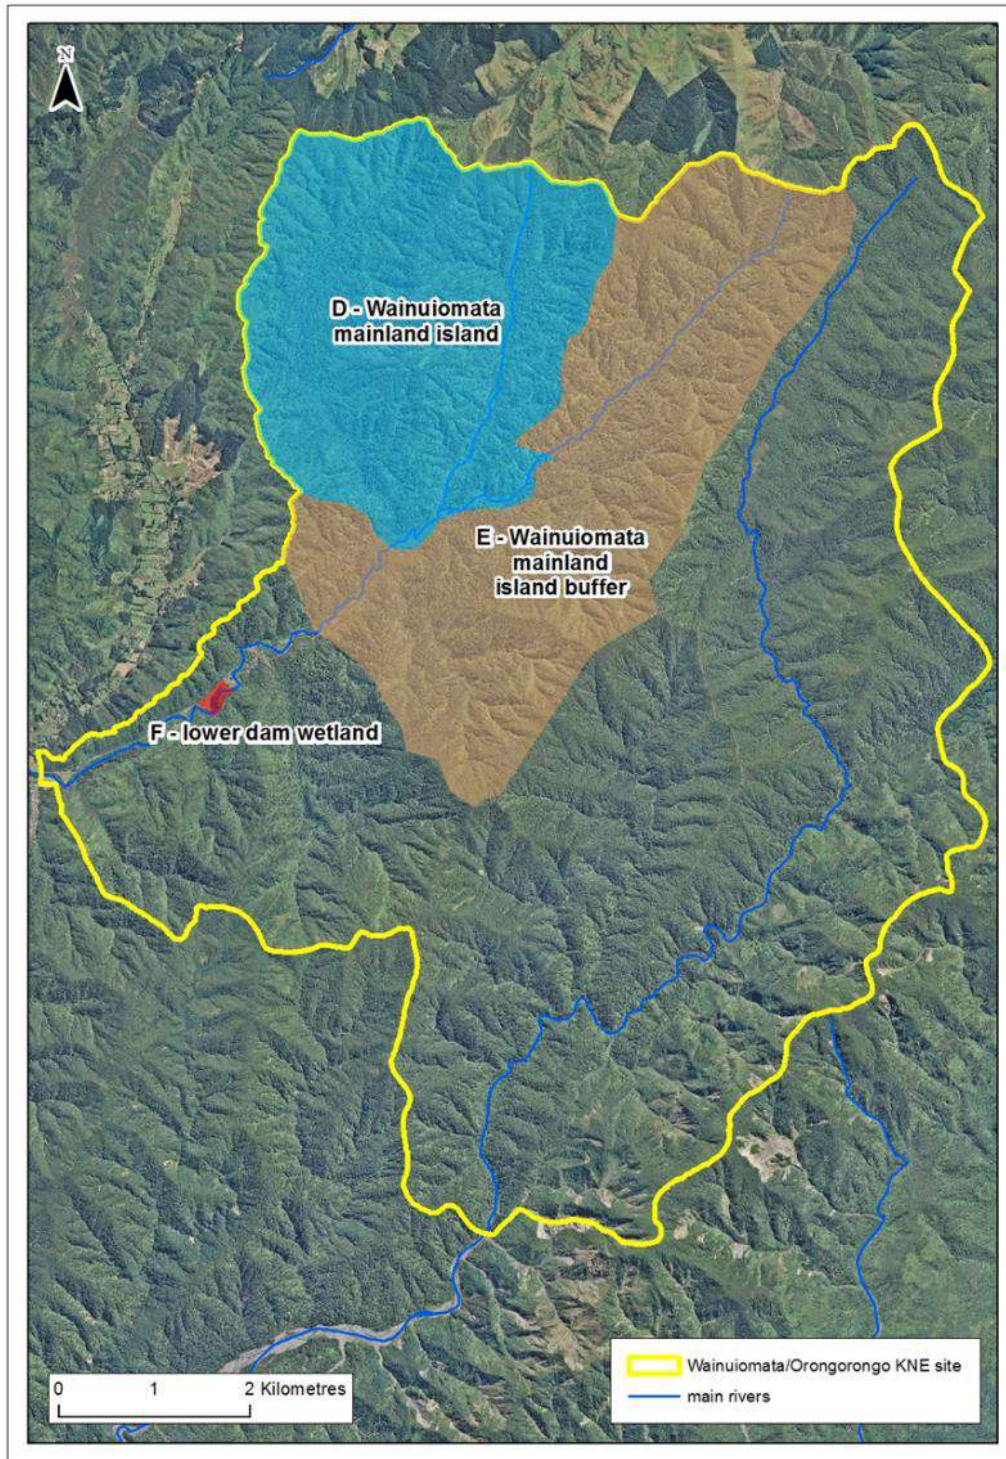 N
D - Wainuiomata
mainland island
E - Wainuiomata
mainland
island buffer
F - lower dam wetland
0 1 2 Kilometres
Wainuiomata/Orongorongo KNE site
main rivers